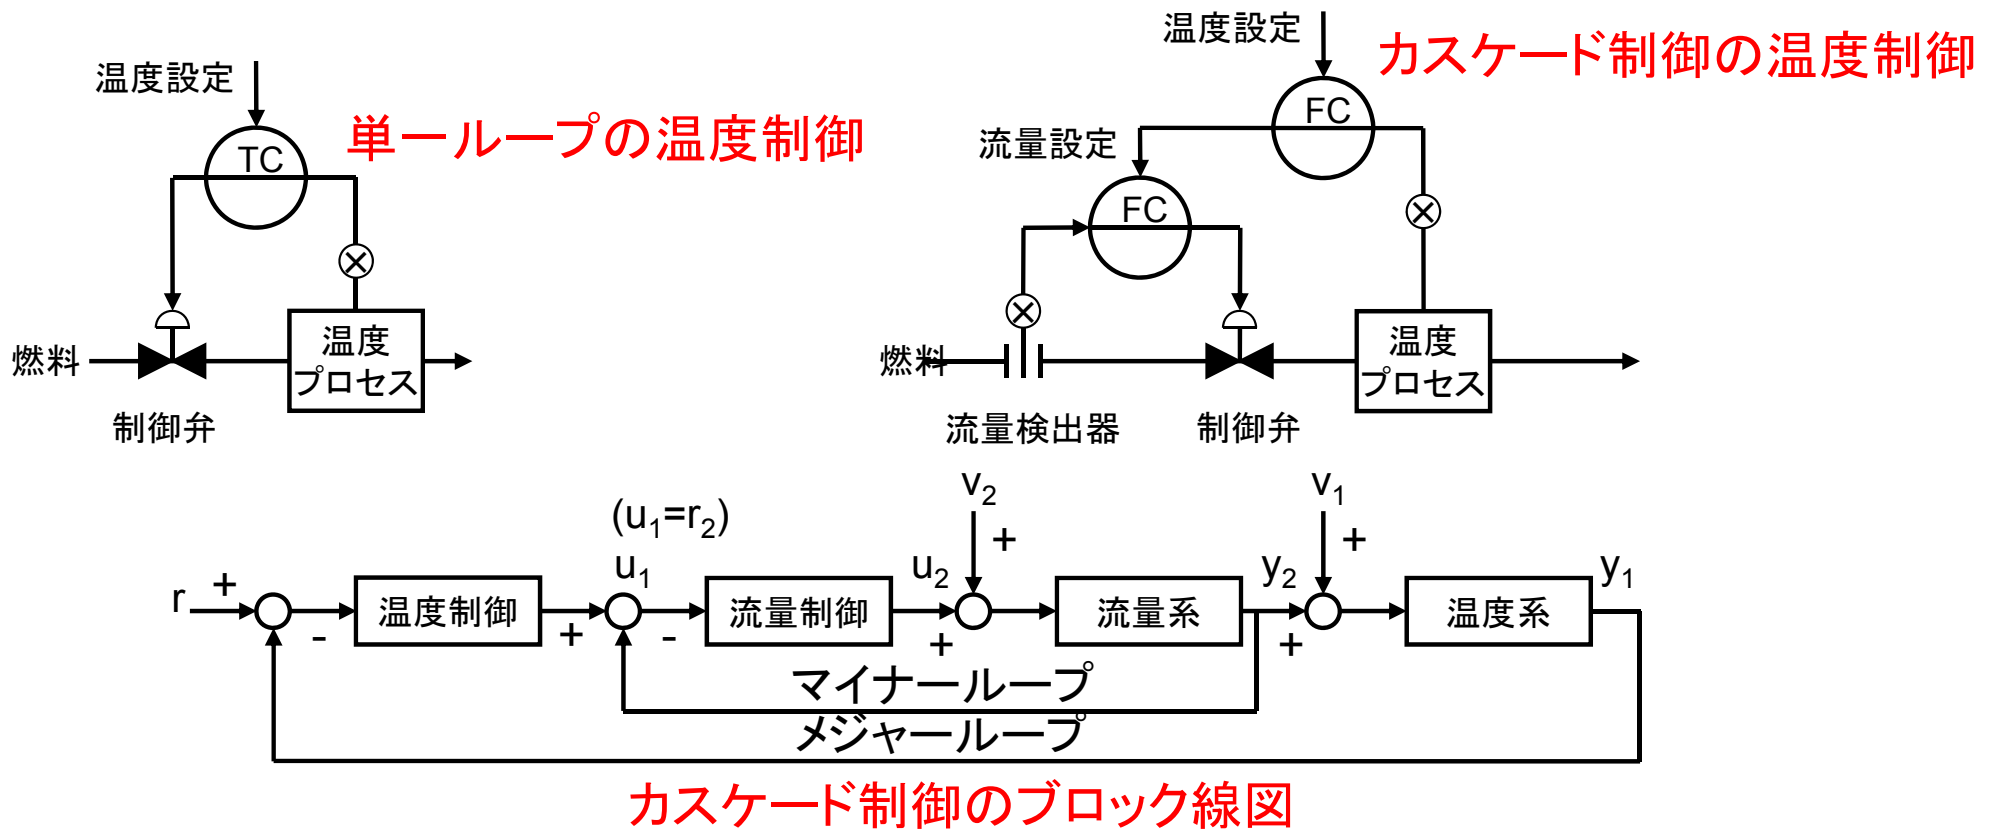 温度設定
TC
単一ループの温度制御
燃料
温度
プロセス
制御弁
温度設定
カスケード制御の温度制御
FC
流量設定
FC
燃料
温度
プロセス
流量検出器
制御弁
(u1=r2)
v2
v1
+
+
r
+
u1
u2
y2
y1
温度制御
流量制御
流量系
温度系
-
+
-
+
+
マイナーループ
メジャーループ
カスケード制御のブロック線図